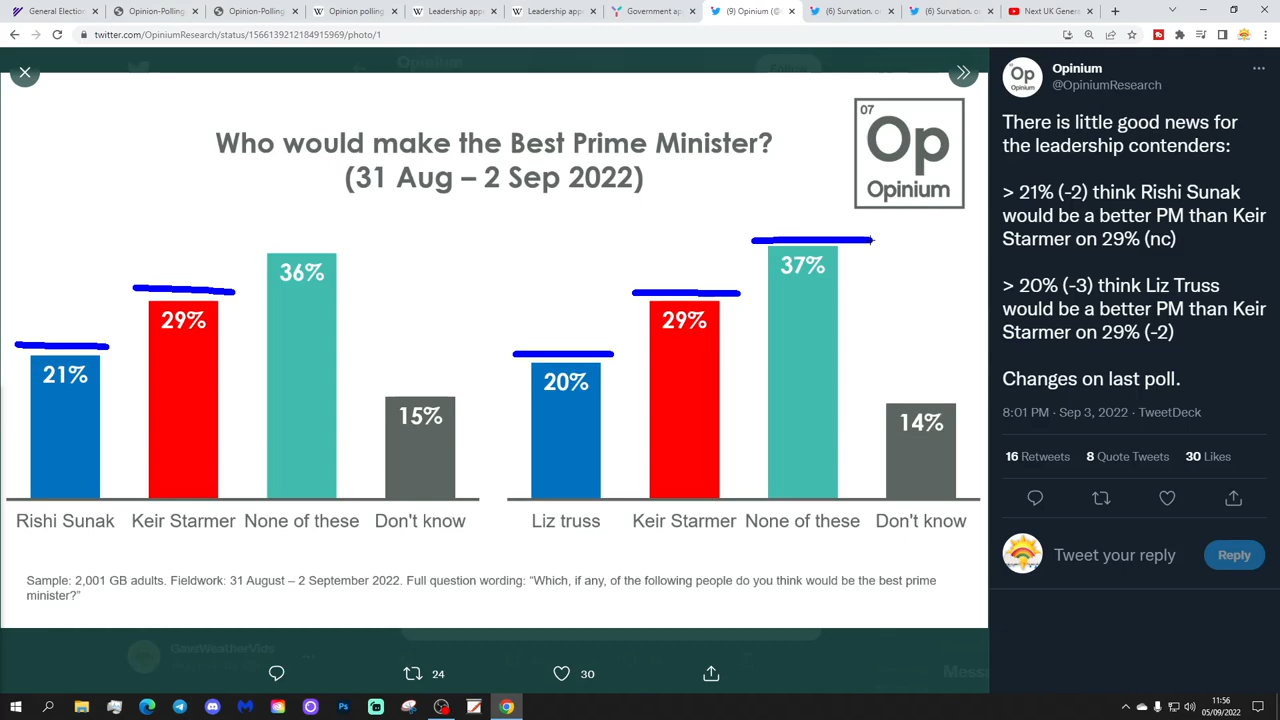 General Electio
Opinion-Polling
Opinion-Polling
Opinion polling
Leadership appr
Leadership appr
Government ap
(9) Opinium (@
(6) Survation. o
(6) Survation. o
Next UK Genera
twitter.com/OpiniumResearch/status/1566139212184915969/photo/1
Who would make the Best Prime Minister?
(31 Aug – 2 Sep 2022)
07
Op
Opinium
21%
29%
36%
15%
20%
29%
37%
14%
Rishi Sunak
Keir Starmer
None of these
Don't know
Liz truss
Keir Starmer
None of these
Don't know
Sample: 2,001 GB adults. Fieldwork: 31 August – 2 September 2022. Full question wording: “Which, if any, of the following people do you think would be the best prime
minister?”
24
30
Op
Opinium
Opinium
@OpiniumResearch
There is little good news for
the leadership contenders:
> 21% (-2) think Rishi Sunak
would be a better PM than Keir
Starmer on 29% (nc)
> 20% (-3) think Liz Truss
would be a better PM than Keir
Starmer on 29% (-2)
Changes on last poll.
8:01 PM · Sep 3, 2022 · TweetDeck
16 Retweets 8 Quote Tweets 30 Likes
Tweet your reply
Reply
Opinium
GavsWeatherVids
Messa
11:56
05/09/2022